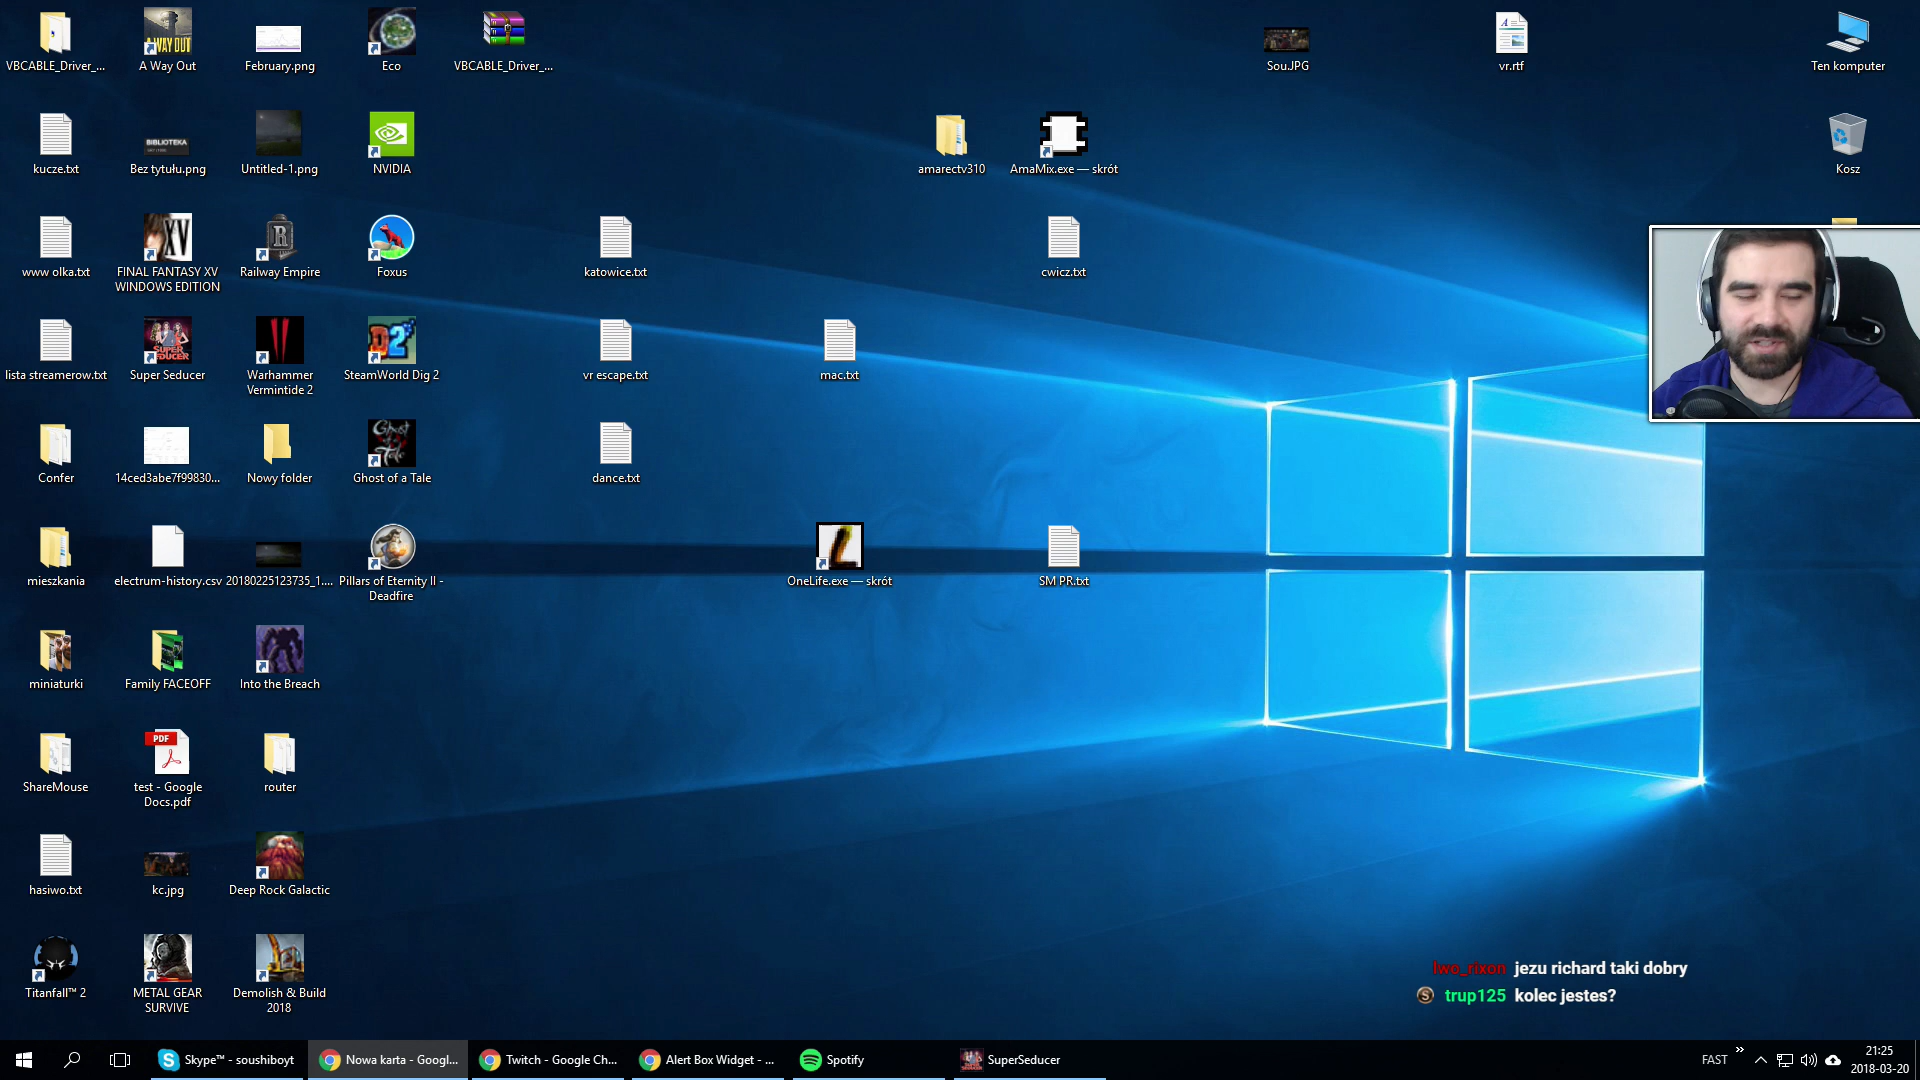 VBCABLE_Driver_...
A Way Out
February.png
Eco
VBCABLE_Driver_...
Sou.JPG
vr.rtf
Ten komputer
kucze.txt
BIBLIOTEKA
Bez tytułu.png
Untitled-1.png
NVIDIA
amarectv310
AmaMix.exe — skrót
Kosz
www olka.txt
FINAL FANTASY XV
WINDOWS EDITION
Railway Empire
Foxus
katowice.txt
cwicz.txt
lista streamerow.txt
Super Seducer
Warhammer
Vermintide 2
SteamWorld Dig 2
vr escape.txt
mac.txt
Confer
14ced3abe7f99830...
Nowy folder
Ghost of a Tale
dance.txt
mieszkania
electrum-history.csv
20180225123735_1....
Pillars of Eternity II -
Deadfire
OneLife.exe — skrót
SM PR.txt
miniaturki
Family FACEOFF
Into the Breach
ShareMouse
PDF
test - Google
Docs.pdf
router
hasiwo.txt
kc.jpg
Deep Rock Galactic
Titanfall™ 2
METAL GEAR
SURVIVE
Demolish & Build
2018
lwo_rixon jezu richard taki dobry
trup125 kolec jestes?
Skype™ - soushiboyt
Nowa karta - Googl...
Twitch - Google Ch...
Alert Box Widget - ...
Spotify
SuperSeducer
FAST
21:25
2018-03-20